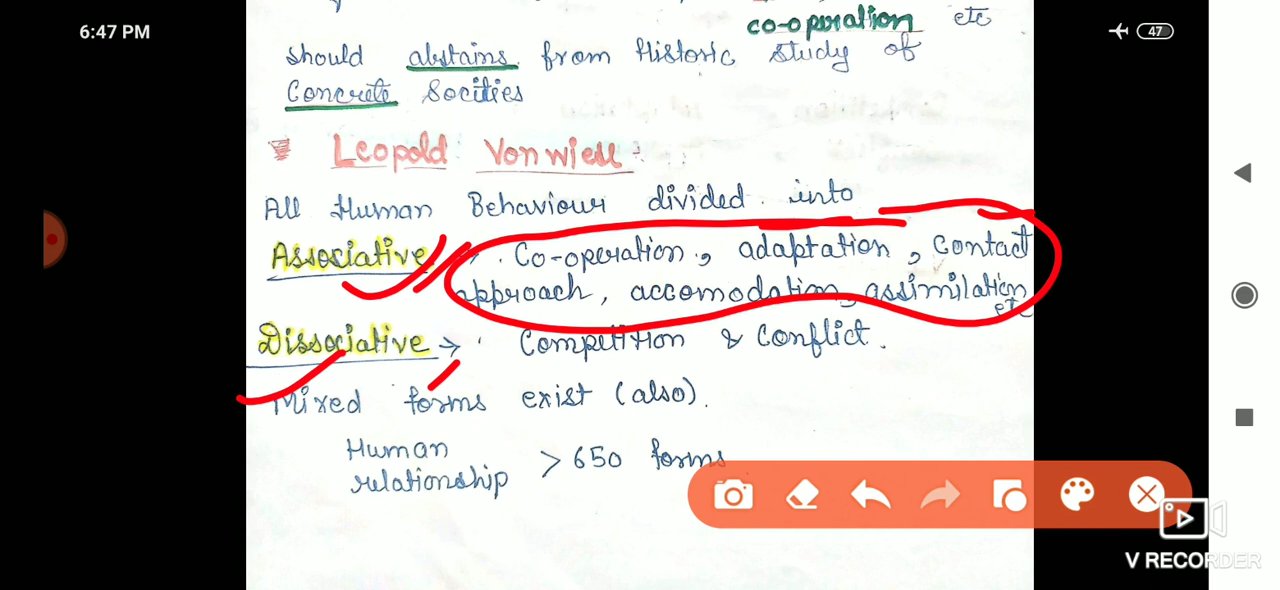 6:47 PM
47
co-operation etc
should abstains from Historic study of
Concrete Socities
Leopold Vonwiell :
All Human Behaviour divided into
Associative → Co-operation, adaptation, Contact
approach, accomodation, assimilation
etc
Dissociative → Competition & Conflict.
Mixed forms exist (also).
Human
relationship > 650 forms
V RECORDER